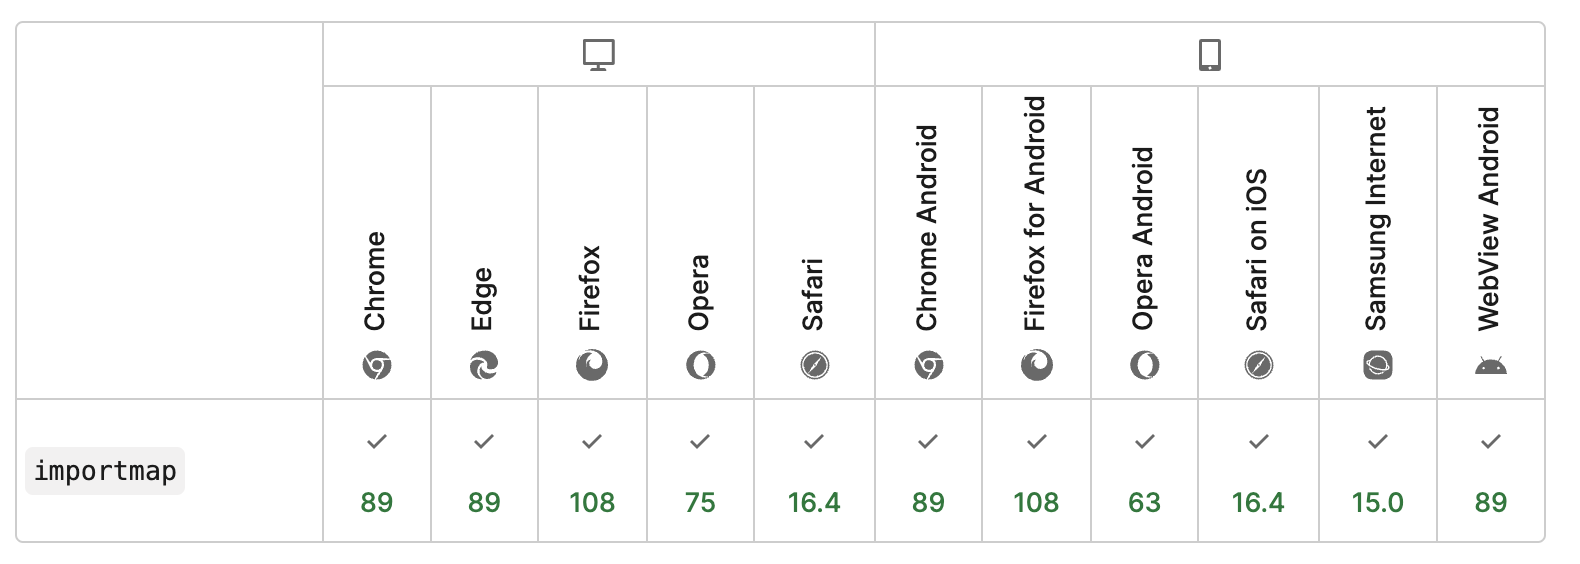 Chrome
Edge
Firefox
Opera
Safari
Chrome Android
Firefox for Android
Opera Android
Safari on iOS
Samsung Internet
WebView Android
importmap
89
89
108
75
16.4
89
108
63
16.4
15.0
89